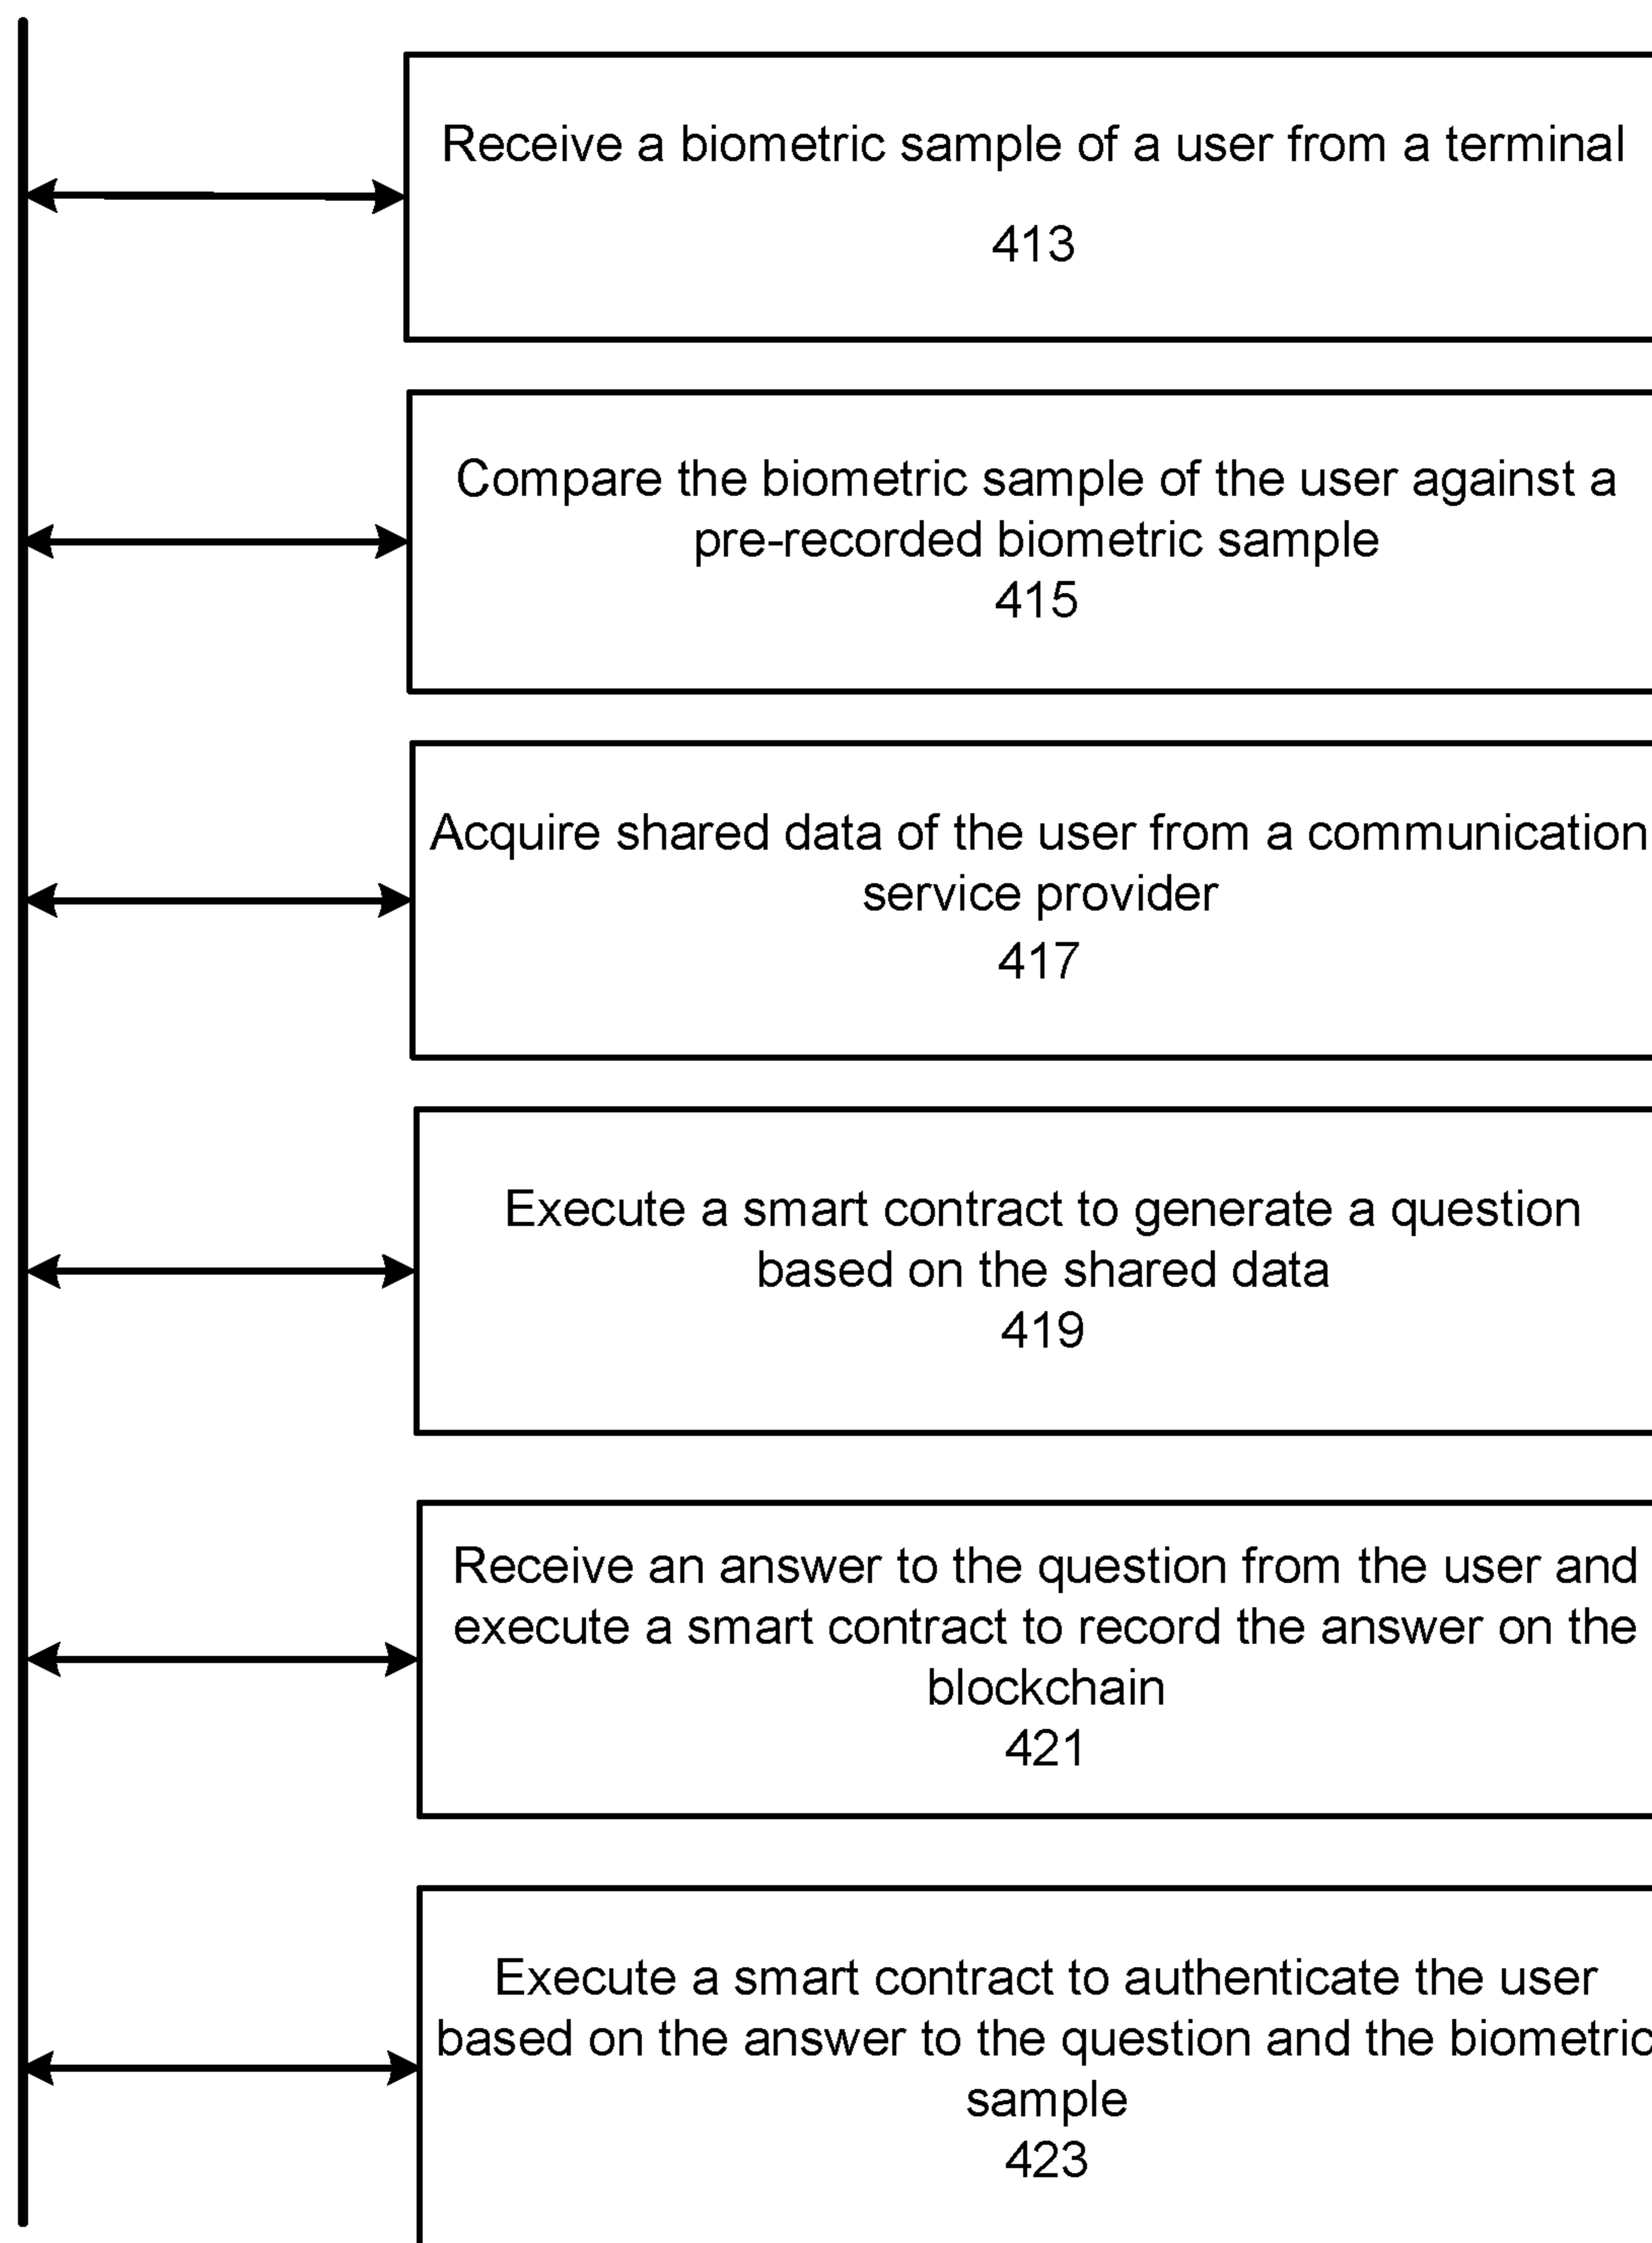 Receive a biometric sample of a user from a terminal
413
Compare the biometric sample of the user against a
pre-recorded biometric sample
415
Acquire shared data of the user from a communication
service provider
417
Execute a smart contract to generate a question
based on the shared data
419
Receive an answer to the question from the user and
execute a smart contract to record the answer on the
blockchain
421
Execute a smart contract to authenticate the user
based on the answer to the question and the biometric
sample
423